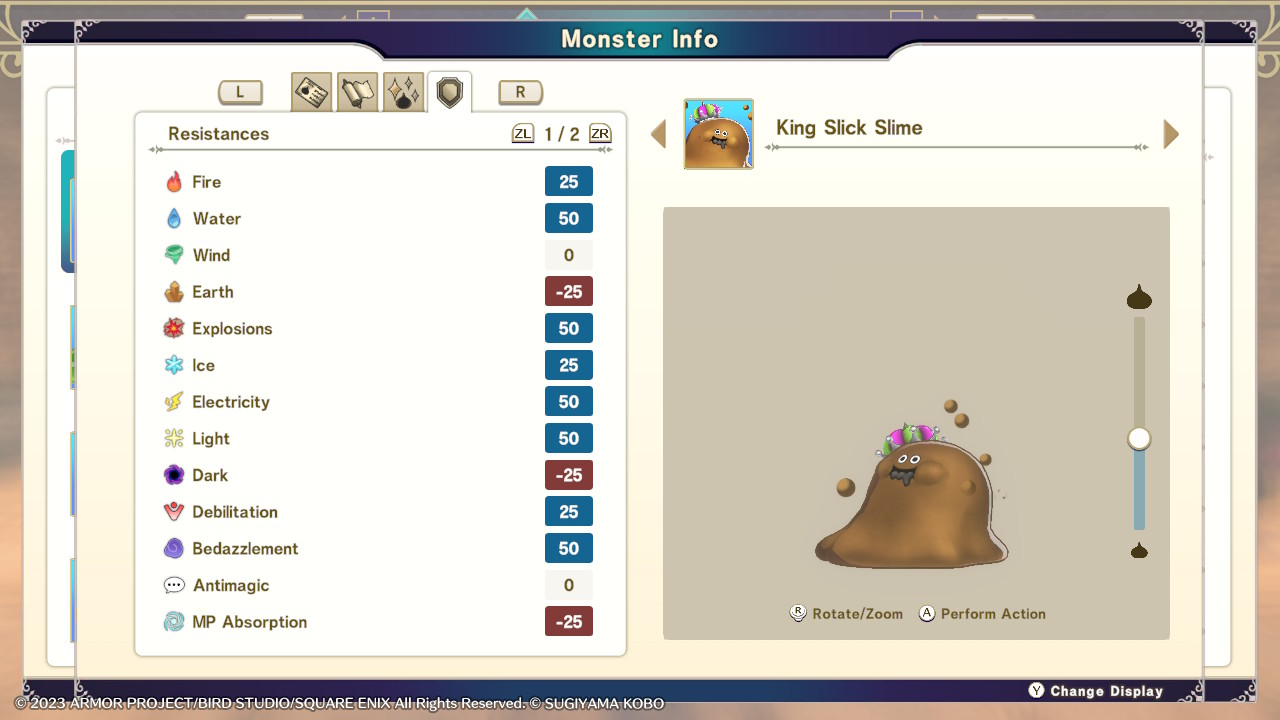 Monster Info
L
R
Resistances
ZL 1 / 2 ZR
Fire 25
Water 50
Wind 0
Earth -25
Explosions 50
Ice 25
Electricity 50
Light 50
Dark -25
Debilitation 25
Bedazzlement 50
Antimagic 0
MP Absorption -25
King Slick Slime
R Rotate/Zoom A Perform Action
Y Change Display
© 2023 ARMOR PROJECT/BIRD STUDIO/SQUARE ENIX All Rights Reserved. © SUGIYAMA KOBO